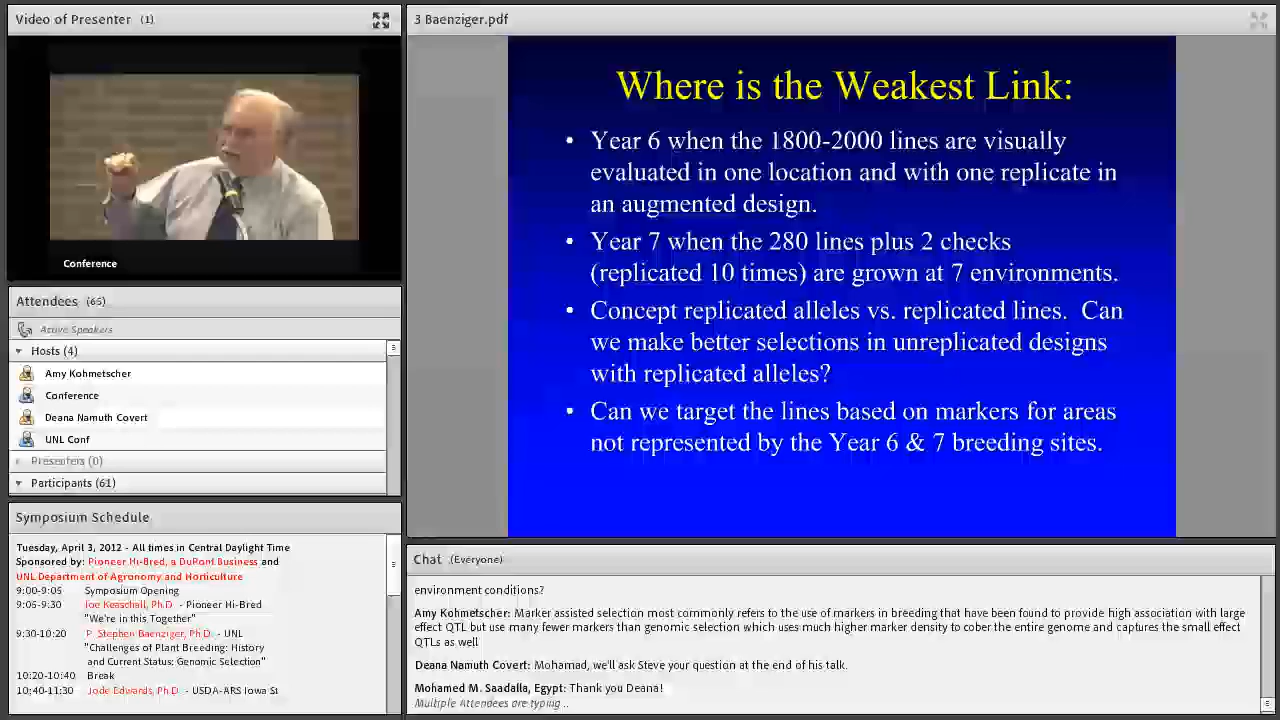 Video of Presenter (1)
Conference
Attendees (65)
Active Speakers
Hosts (4)
Amy Kohmetscher
Conference
Deana Namuth Covert
UNL Conf
Presenters (0)
Participants (61)
Symposium Schedule
Tuesday, April 3, 2012 - All times in Central Daylight Time
Sponsored by: Pioneer Hi-Bred, a DuPont Business and
UNL Department of Agronomy and Horticulture
9:00-9:05 Symposium Opening
9:05-9:30 Joe Keaschall, Ph.D. - Pioneer Hi-Bred
"We're in this Together"
9:30-10:20 P. Stephen Baenziger, Ph.D. - UNL
"Challenges of Plant Breeding: History
and Current Status: Genomic Selection"
10:20-10:40 Break
10:40-11:30 Jode Edwards, Ph.D. - USDA-ARS Iowa St
3 Baenziger.pdf
Where is the Weakest Link:
• Year 6 when the 1800-2000 lines are visually
evaluated in one location and with one replicate in
an augmented design.
• Year 7 when the 280 lines plus 2 checks
(replicated 10 times) are grown at 7 environments.
• Concept replicated alleles vs. replicated lines. Can
we make better selections in unreplicated designs
with replicated alleles?
• Can we target the lines based on markers for areas
not represented by the Year 6 & 7 breeding sites.
Chat (Everyone)
environment conditions?
Amy Kohmetscher: Marker assisted selection most commonly refers to the use of markers in breeding that have been found to provide high association with large
effect QTL but use many fewer markers than genomic selection which uses much higher marker density to cober the entire genome and captures the small effect
QTLs as well
Deana Namuth Covert: Mohamad, we'll ask Steve your question at the end of his talk.
Mohamed M. Saadalla, Egypt: Thank you Deana!
Multiple Attendees are typing ..